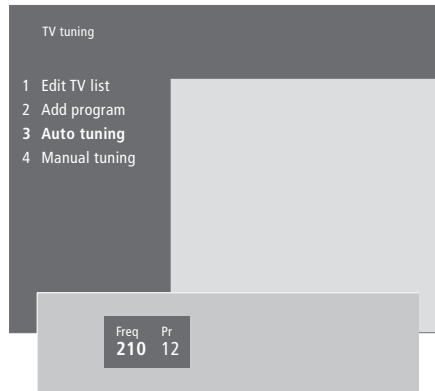 TV tuning
1 Edit TV list
2 Add program
3 Auto tuning
4 Manual tuning
Freq Pr
210 12